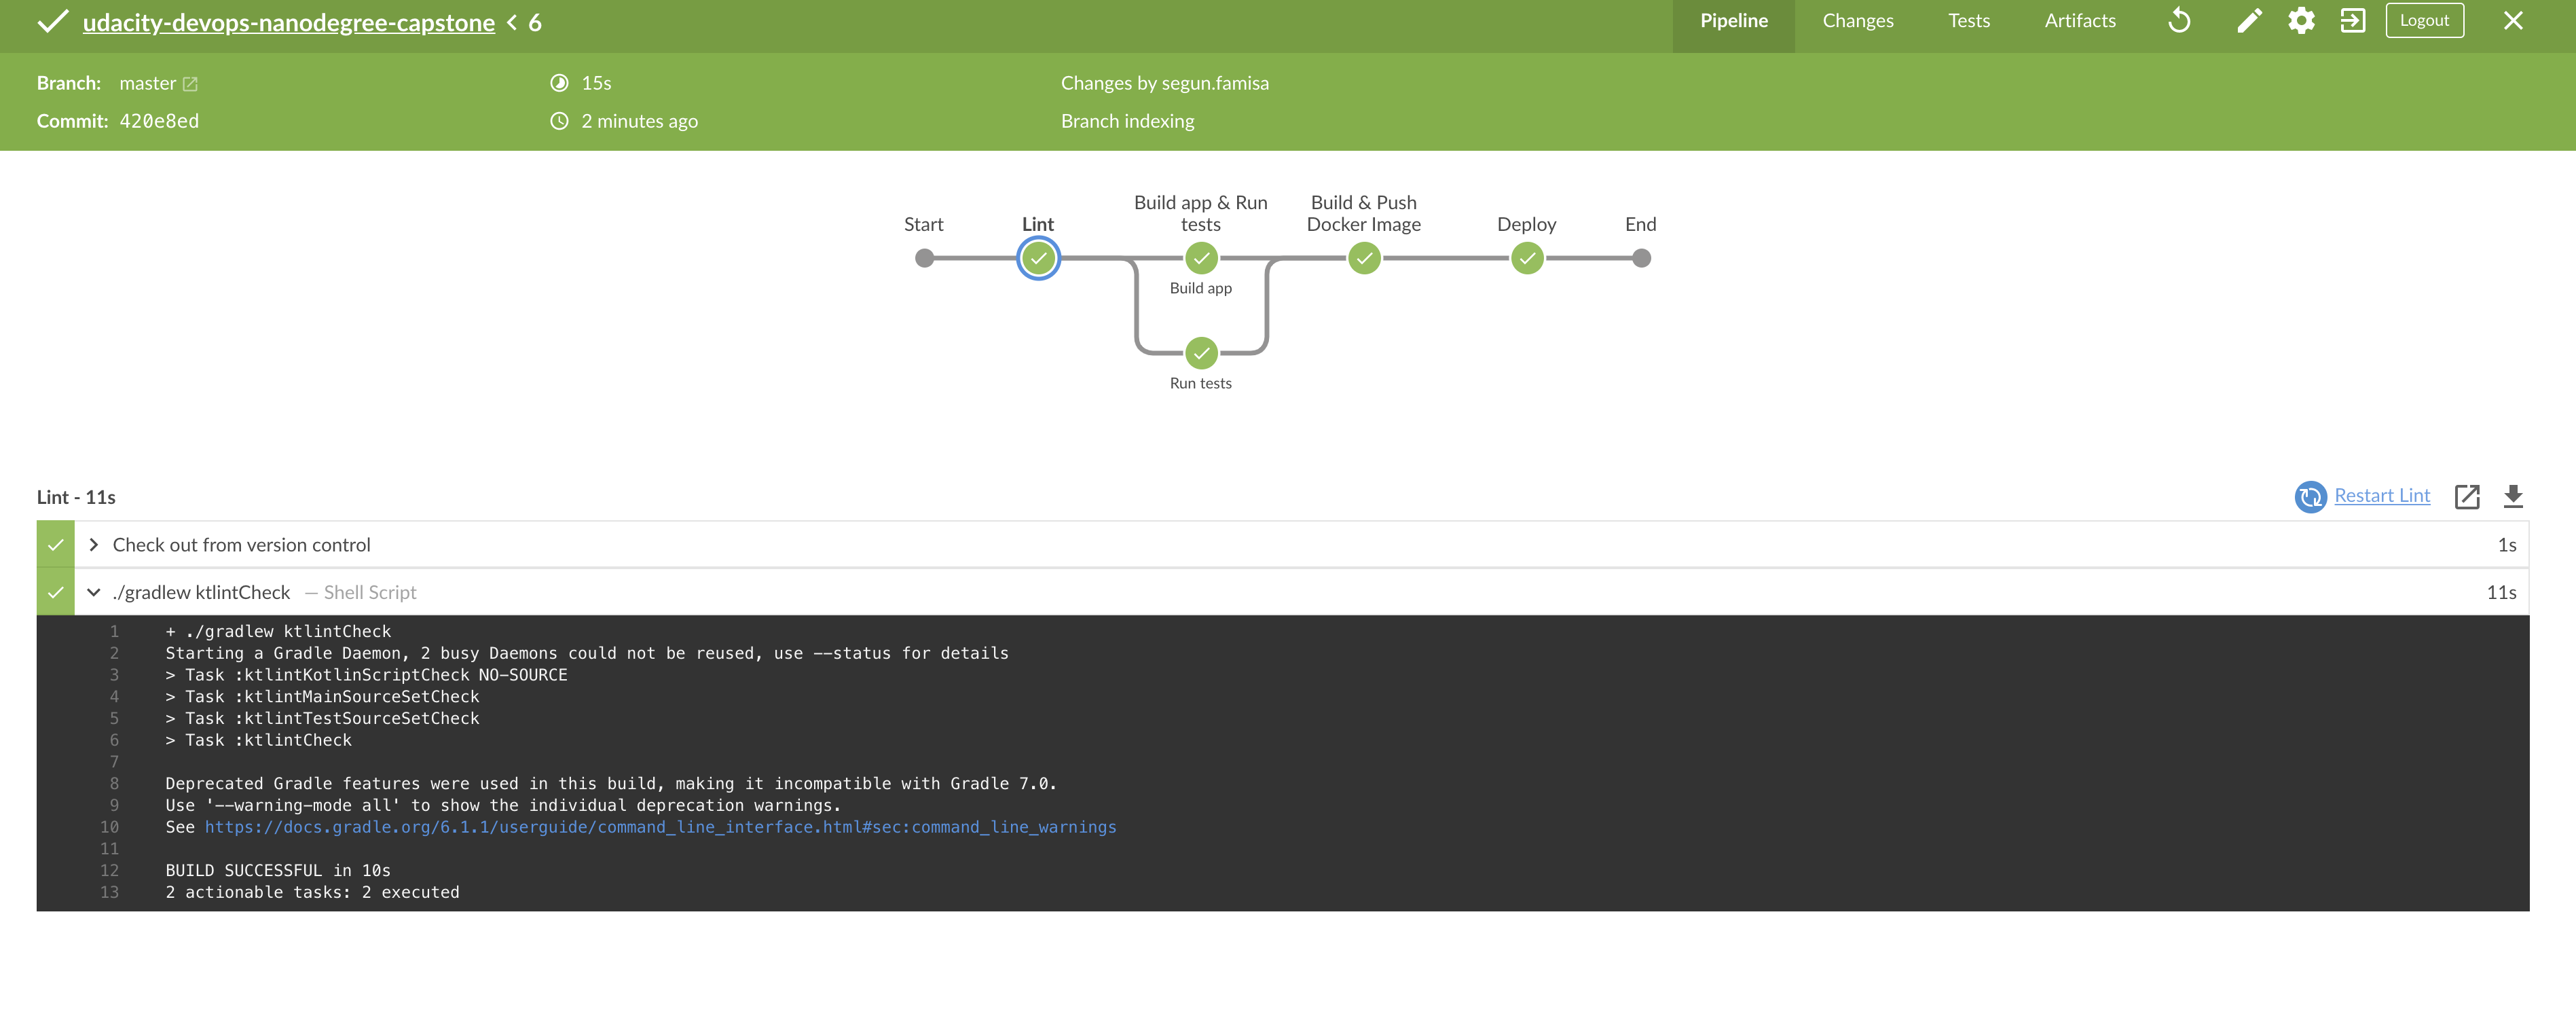 udacity-devops-nanodegree-capstone < 6
Pipeline Changes Tests Artifacts Logout
Branch: master 15s Changes by segun.famisa
Commit: 420e8ed 2 minutes ago Branch indexing
Start Lint Build app & Run tests Build & Push Docker Image Deploy End
Build app
Run tests
Lint - 11s Restart Lint
Check out from version control 1s
./gradlew ktlintCheck — Shell Script 11s
1 + ./gradlew ktlintCheck
2 Starting a Gradle Daemon, 2 busy Daemons could not be reused, use --status for details
3 > Task :ktlintKotlinScriptCheck NO-SOURCE
4 > Task :ktlintMainSourceSetCheck
5 > Task :ktlintTestSourceSetCheck
6 > Task :ktlintCheck
7
8 Deprecated Gradle features were used in this build, making it incompatible with Gradle 7.0.
9 Use '--warning-mode all' to show the individual deprecation warnings.
10 See https://docs.gradle.org/6.1.1/userguide/command_line_interface.html#sec:command_line_warnings
11
12 BUILD SUCCESSFUL in 10s
13 2 actionable tasks: 2 executed